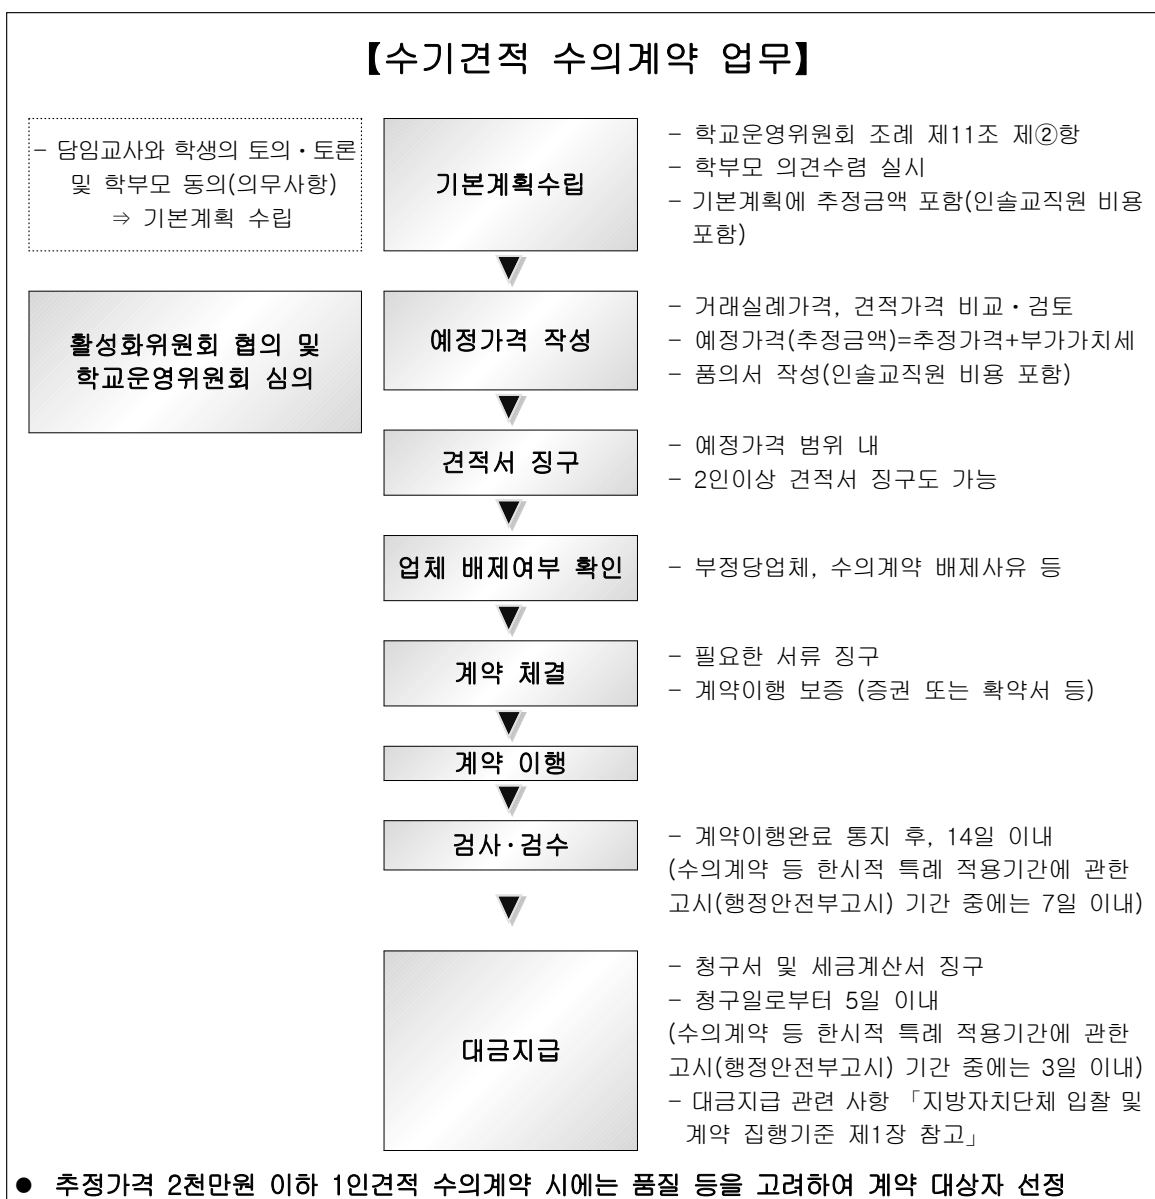 【수기견적 수의계약 업무】
- 담임교사와 학생의 토의·토론
및 학부모 동의(의무사항)
⇒ 기본계획 수립
기본계획수립
- 학교운영위원회 조례 제11조 제②항
- 학부모 의견수렴 실시
- 기본계획에 추정금액 포함(인솔교직원 비용
포함)
▼
활성화위원회 협의 및
학교운영위원회 심의
예정가격 작성
- 거래실례가격, 견적가격 비교·검토
- 예정가격(추정금액)=추정가격+부가가치세
- 품의서 작성(인솔교직원 비용 포함)
▼
견적서 징구
- 예정가격 범위 내
- 2인이상 견적서 징구도 가능
▼
업체 배제여부 확인
- 부정당업체, 수의계약 배제사유 등
▼
계약 체결
- 필요한 서류 징구
- 계약이행 보증 (증권 또는 확약서 등)
▼
계약 이행
▼
검사·검수
- 계약이행완료 통지 후, 14일 이내
(수의계약 등 한시적 특례 적용기간에 관한
고시(행정안전부고시) 기간 중에는 7일 이내)
▼
대금지급
- 청구서 및 세금계산서 징구
- 청구일로부터 5일 이내
(수의계약 등 한시적 특례 적용기간에 관한
고시(행정안전부고시) 기간 중에는 3일 이내)
- 대금지급 관련 사항 「지방자치단체 입찰 및
계약 집행기준 제1장 참고」
● 추정가격 2천만원 이하 1인견적 수의계약 시에는 품질 등을 고려하여 계약 대상자 선정